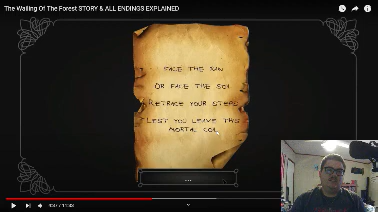 The Wailing Of The Forest STORY & ALL ENDINGS EXPLAINED
FACE THE SUN
OR FACE THE SON
RETRACE YOUR STEPS
LEST YOU LEAVE THIS
MORTAL COIL
...